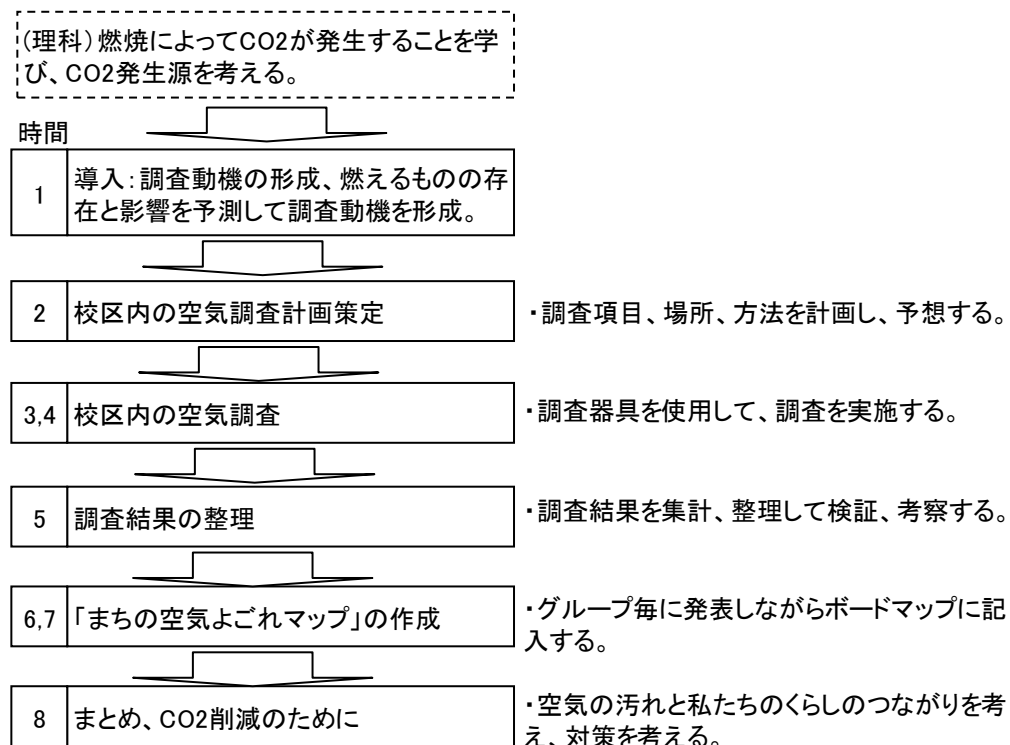 (理科)燃焼によってCO2が発生することを学
び、CO2発生源を考える。
時間
1
導入:調査動機の形成、燃えるものの存
在と影響を予測して調査動機を形成。
2
校区内の空気調査計画策定
・調査項目、場所、方法を計画し、予想する。
3,4
校区内の空気調査
・調査器具を使用して、調査を実施する。
5
調査結果の整理
・調査結果を集計、整理して検証、考察する。
6,7
「まちの空気よごれマップ」の作成
・グループ毎に発表しながらボードマップに記
入する。
8
まとめ、CO2削減のために
・空気の汚れと私たちのくらしのつながりを考
え、対策を考える。